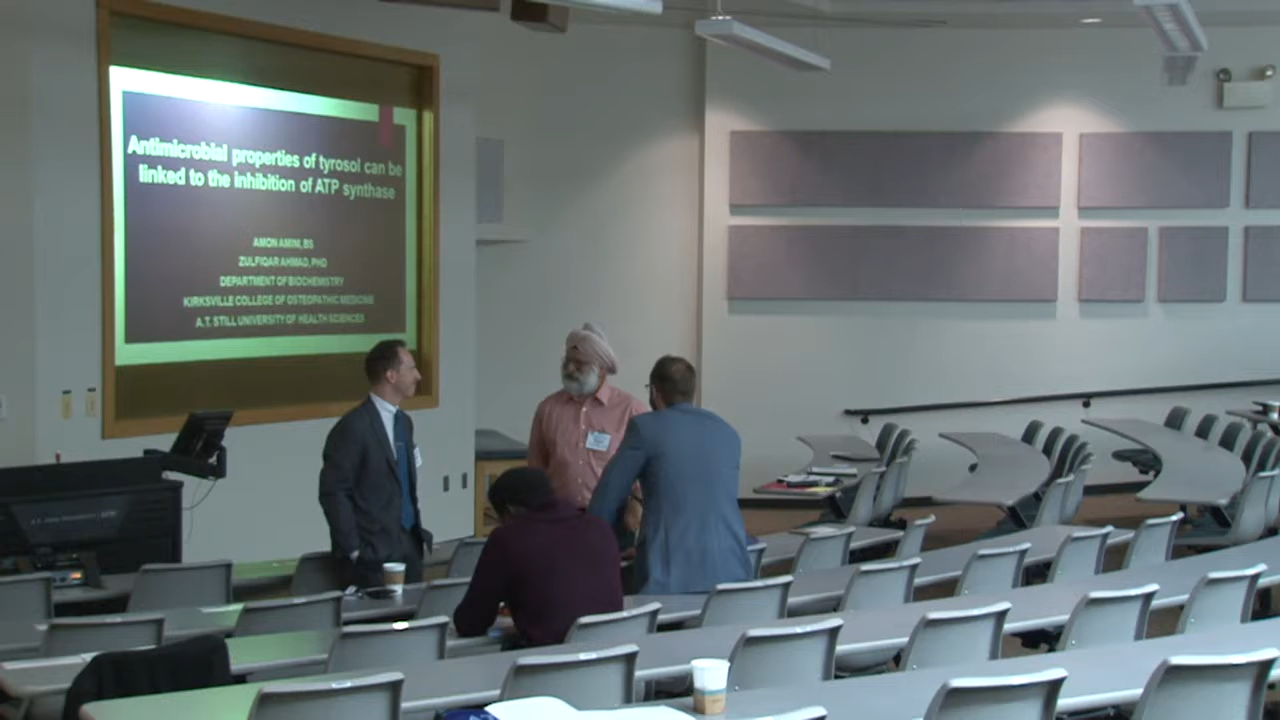 Antimicrobial properties of tyrosol can be
linked to the inhibition of ATP synthase
AMON AMINI, BS
ZULFIQAR AHMAD, PHD
DEPARTMENT OF BIOCHEMISTRY
KIRKSVILLE COLLEGE OF OSTEOPATHIC MEDICINE
A.T. STILL UNIVERSITY OF HEALTH SCIENCES